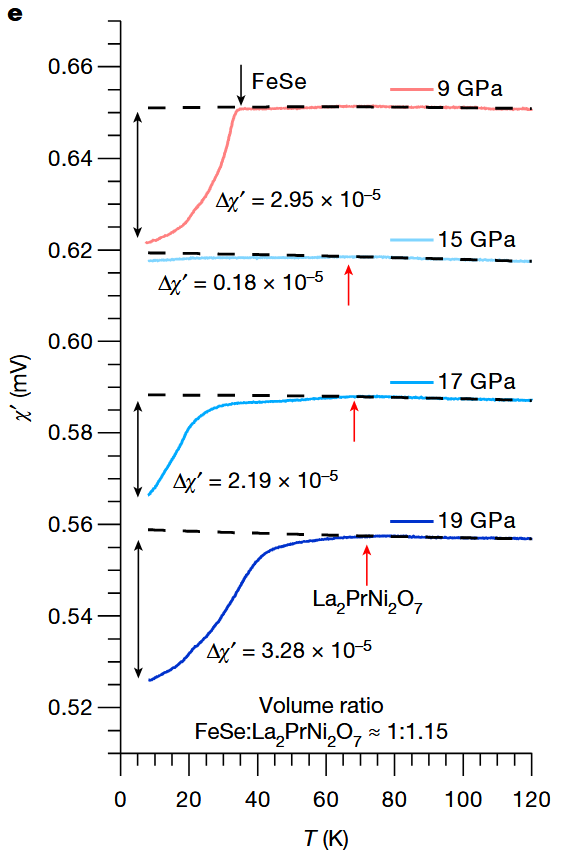 e
0.66
FeSe
9 GPa
0.64
Δχ′ = 2.95 × 10⁻⁵
15 GPa
0.62
Δχ′ = 0.18 × 10⁻⁵
0.60
χ′ (mV)
17 GPa
0.58
Δχ′ = 2.19 × 10⁻⁵
0.56
19 GPa
La₂PrNi₂O₇
0.54
Δχ′ = 3.28 × 10⁻⁵
0.52
Volume ratio
FeSe:La₂PrNi₂O₇ ≈ 1:1.15
0 20 40 60 80 100 120
T (K)